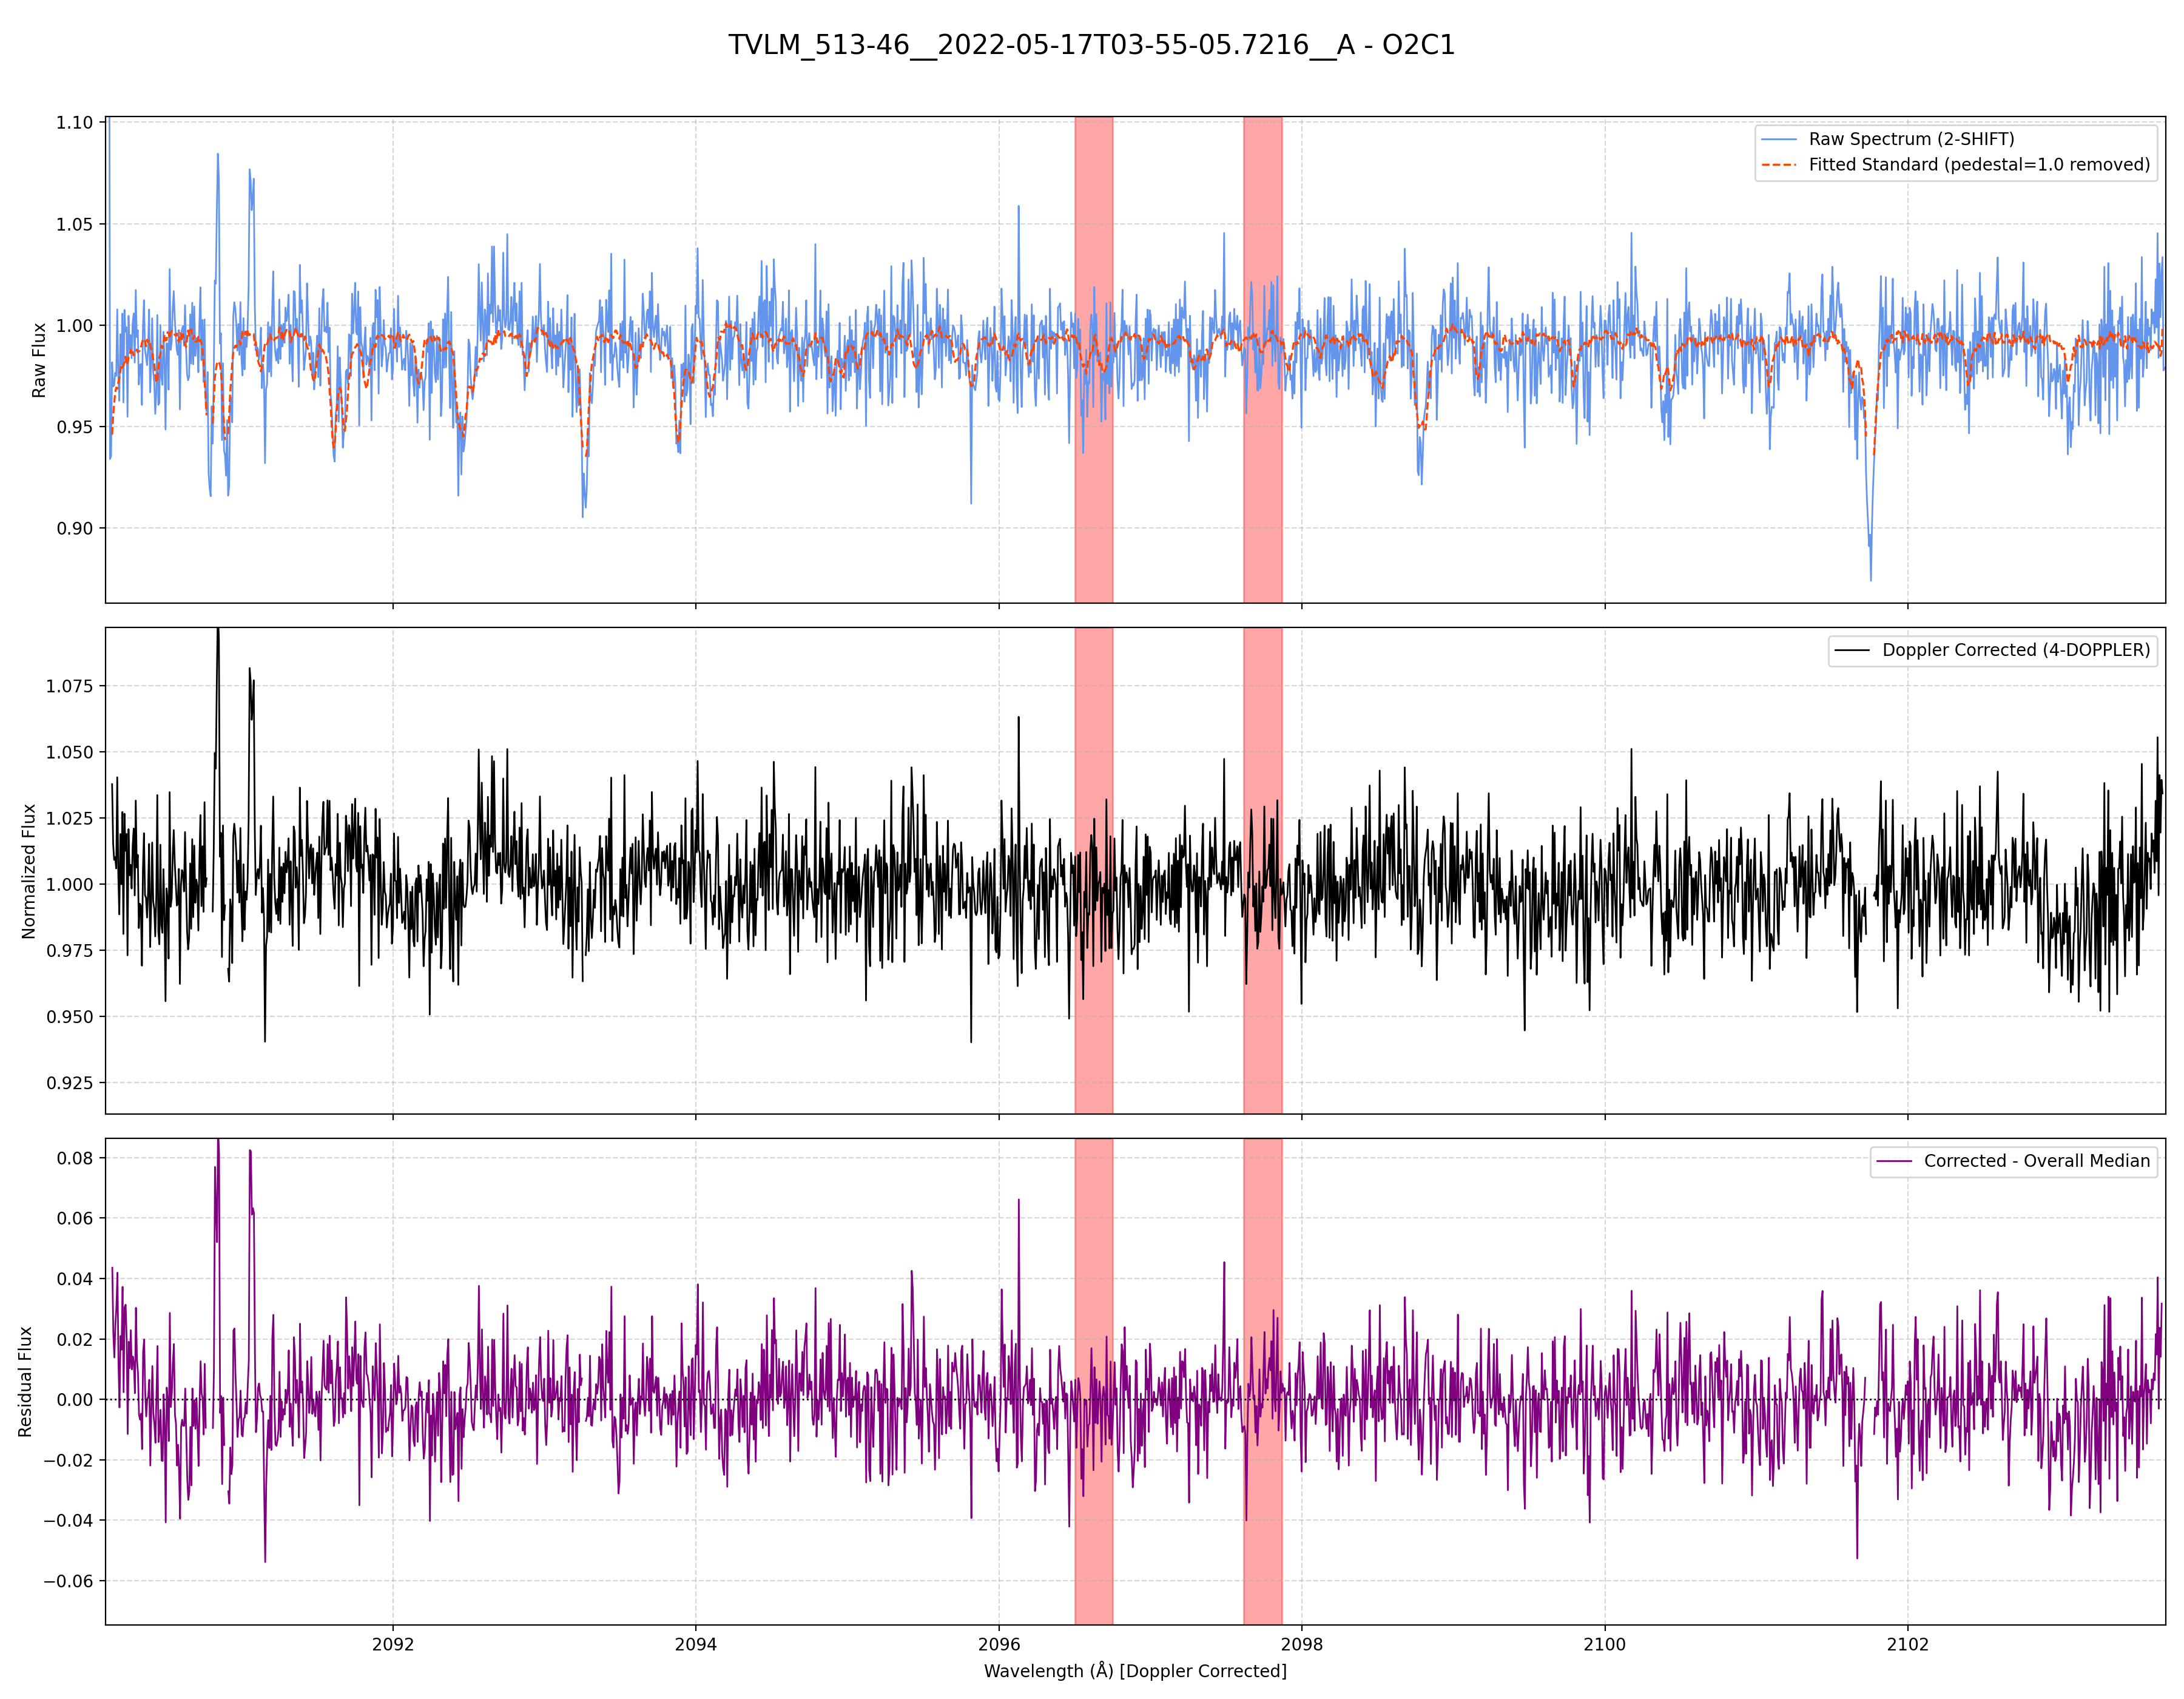 TVLM_513-46__2022-05-17T03-55-05.7216__A - O2C1
1.10
1.05
1.00
0.95
0.90
Raw Flux
Raw Spectrum (2-SHIFT)
Fitted Standard (pedestal=1.0 removed)
1.075
1.050
1.025
1.000
0.975
0.950
0.925
Normalized Flux
Doppler Corrected (4-DOPPLER)
0.08
0.06
0.04
0.02
0.00
−0.02
−0.04
−0.06
Residual Flux
Corrected - Overall Median
2092
2094
2096
2098
2100
2102
Wavelength (Å) [Doppler Corrected]